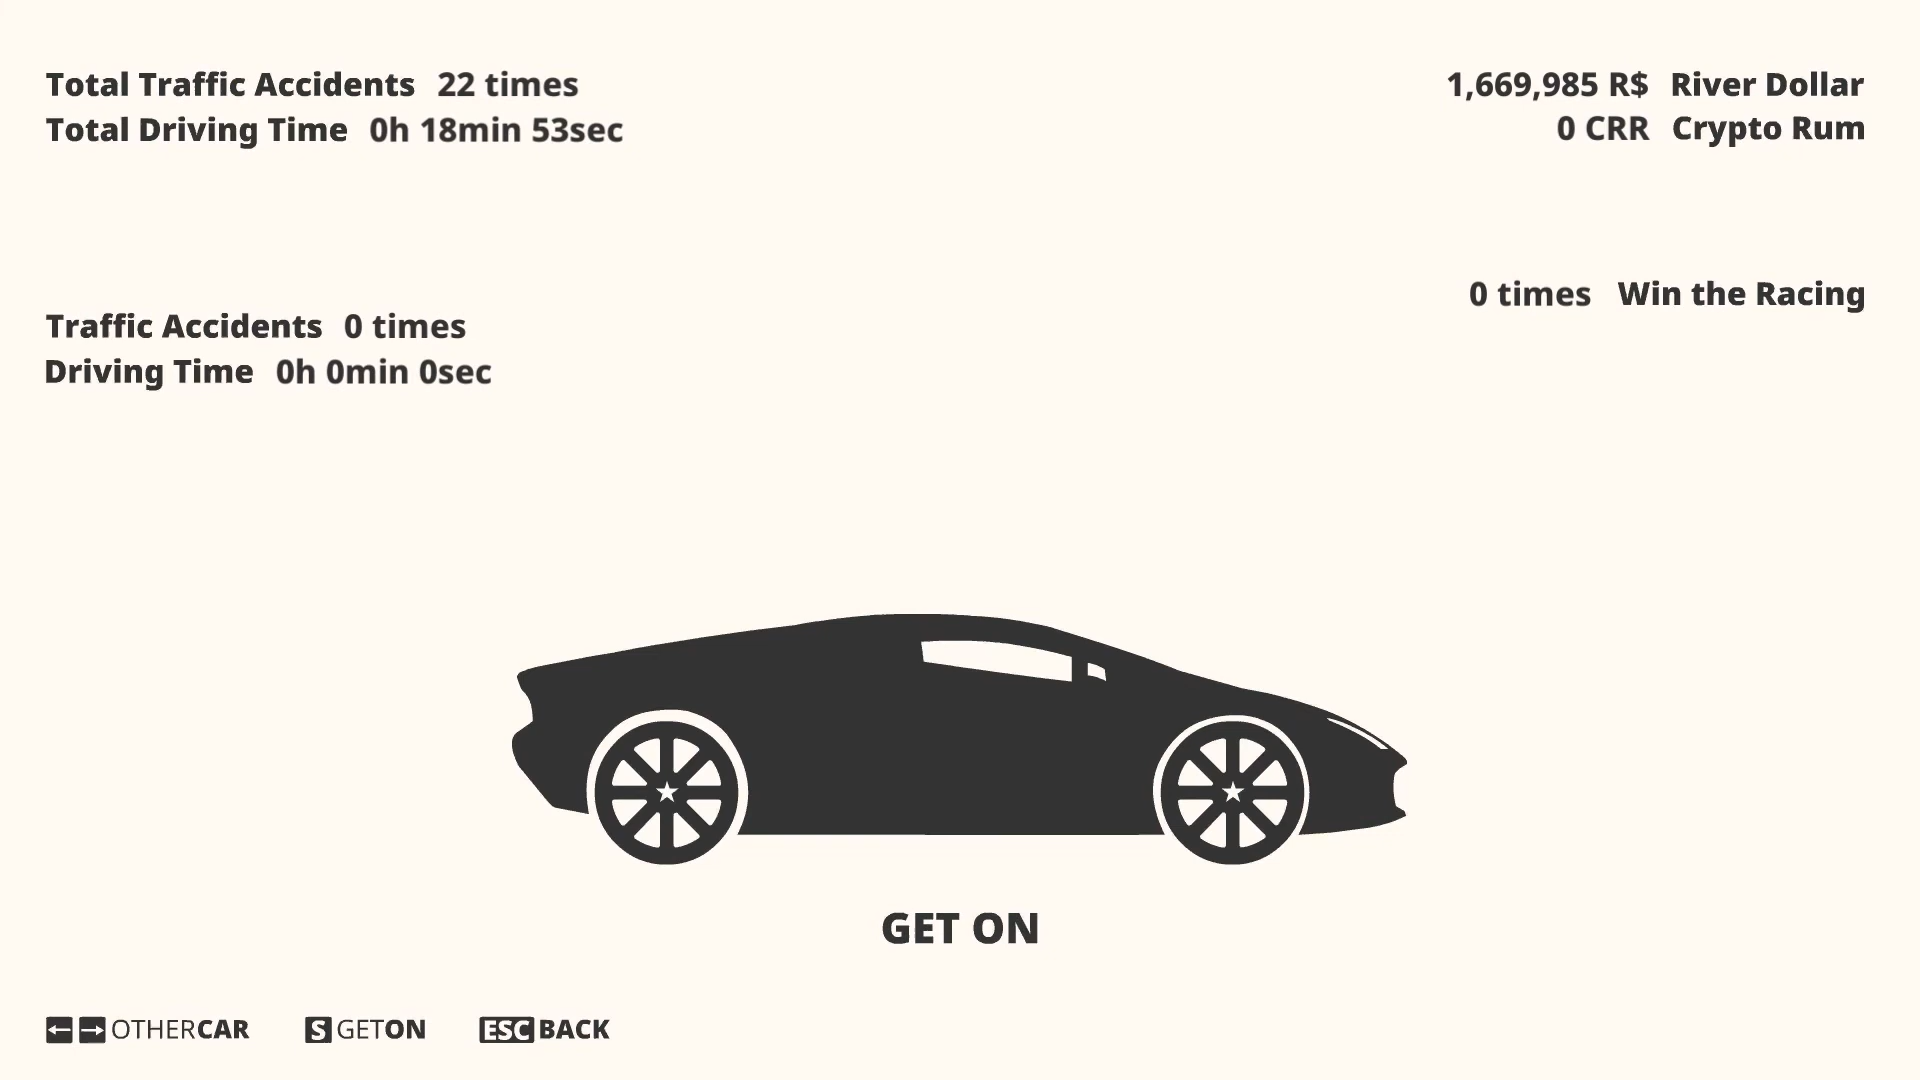 Total Traffic Accidents 22 times
Total Driving Time 0h 18min 53sec
1,669,985 R$ River Dollar
0 CRR Crypto Rum
0 times Win the Racing
Traffic Accidents 0 times
Driving Time 0h 0min 0sec
GET ON
← → OTHERCAR S GETON ESC BACK